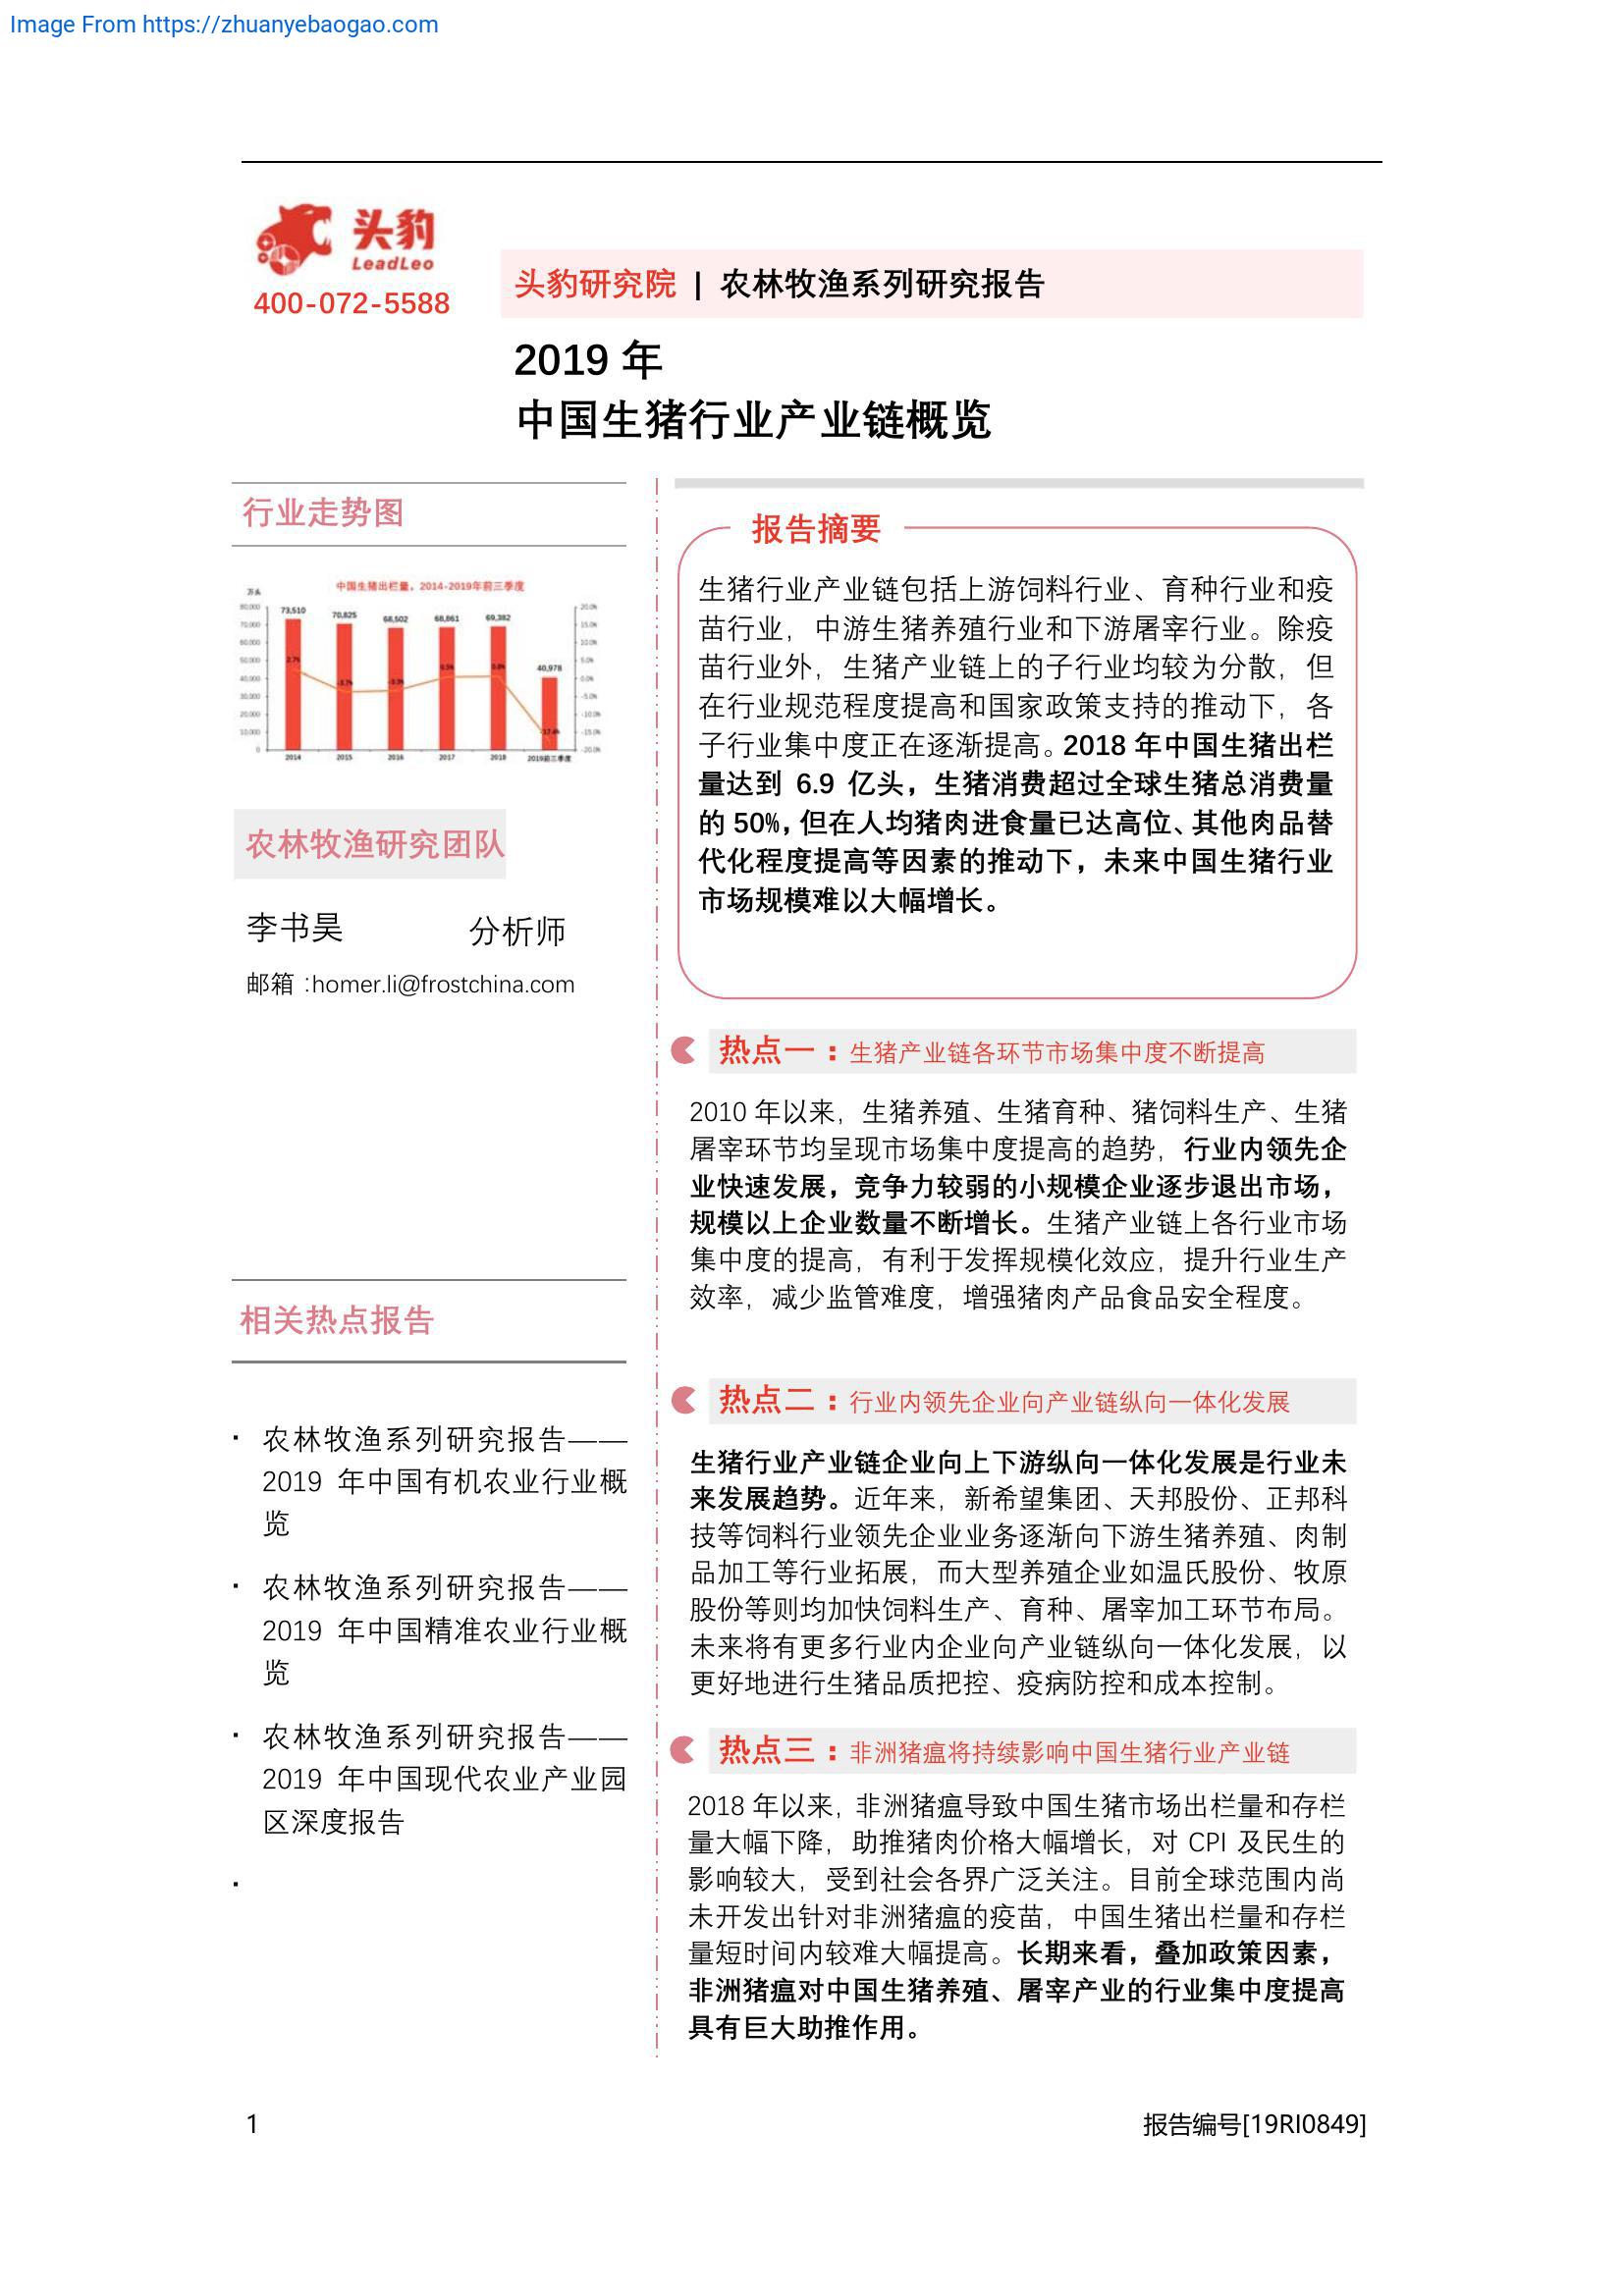 Image From https://zhuanyebaogao.com
头豹
LeadLeo
400-072-5588
头豹研究院 | 农林牧渔系列研究报告
2019 年
中国生猪行业产业链概览
行业走势图
中国生猪出栏量，2014-2019年前三季度
万头
80,000
70,000
60,000
50,000
40,000
30,000
20,000
10,000
0
73,510
70,825
68,502
68,861
69,382
40,978
2.7%
-3.7%
-3.3%
0.5%
0.8%
-17.4%
20.0%
15.0%
10.0%
5.0%
0.0%
-5.0%
-10.0%
-15.0%
-20.0%
2014
2015
2016
2017
2018
2019前三季度
农林牧渔研究团队
李书昊 分析师
邮箱 :homer.li@frostchina.com
相关热点报告
农林牧渔系列研究报告——
2019 年中国有机农业行业概
览
农林牧渔系列研究报告——
2019 年中国精准农业行业概
览
农林牧渔系列研究报告——
2019 年中国现代农业产业园
区深度报告
报告摘要
生猪行业产业链包括上游饲料行业、育种行业和疫
苗行业，中游生猪养殖行业和下游屠宰行业。除疫
苗行业外，生猪产业链上的子行业均较为分散，但
在行业规范程度提高和国家政策支持的推动下，各
子行业集中度正在逐渐提高。2018 年中国生猪出栏
量达到 6.9 亿头，生猪消费超过全球生猪总消费量
的 50%，但在人均猪肉进食量已达高位、其他肉品替
代化程度提高等因素的推动下，未来中国生猪行业
市场规模难以大幅增长。
热点一：生猪产业链各环节市场集中度不断提高
2010 年以来，生猪养殖、生猪育种、猪饲料生产、生猪
屠宰环节均呈现市场集中度提高的趋势，行业内领先企
业快速发展，竞争力较弱的小规模企业逐步退出市场，
规模以上企业数量不断增长。生猪产业链上各行业市场
集中度的提高，有利于发挥规模化效应，提升行业生产
效率，减少监管难度，增强猪肉产品食品安全程度。
热点二：行业内领先企业向产业链纵向一体化发展
生猪行业产业链企业向上下游纵向一体化发展是行业未
来发展趋势。近年来，新希望集团、天邦股份、正邦科
技等饲料行业领先企业业务逐渐向下游生猪养殖、肉制
品加工等行业拓展，而大型养殖企业如温氏股份、牧原
股份等则均加快饲料生产、育种、屠宰加工环节布局。
未来将有更多行业内企业向产业链纵向一体化发展，以
更好地进行生猪品质把控、疫病防控和成本控制。
热点三：非洲猪瘟将持续影响中国生猪行业产业链
2018 年以来，非洲猪瘟导致中国生猪市场出栏量和存栏
量大幅下降，助推猪肉价格大幅增长，对 CPI 及民生的
影响较大，受到社会各界广泛关注。目前全球范围内尚
未开发出针对非洲猪瘟的疫苗，中国生猪出栏量和存栏
量短时间内较难大幅提高。长期来看，叠加政策因素，
非洲猪瘟对中国生猪养殖、屠宰产业的行业集中度提高
具有巨大助推作用。
1
报告编号[19RI0849]